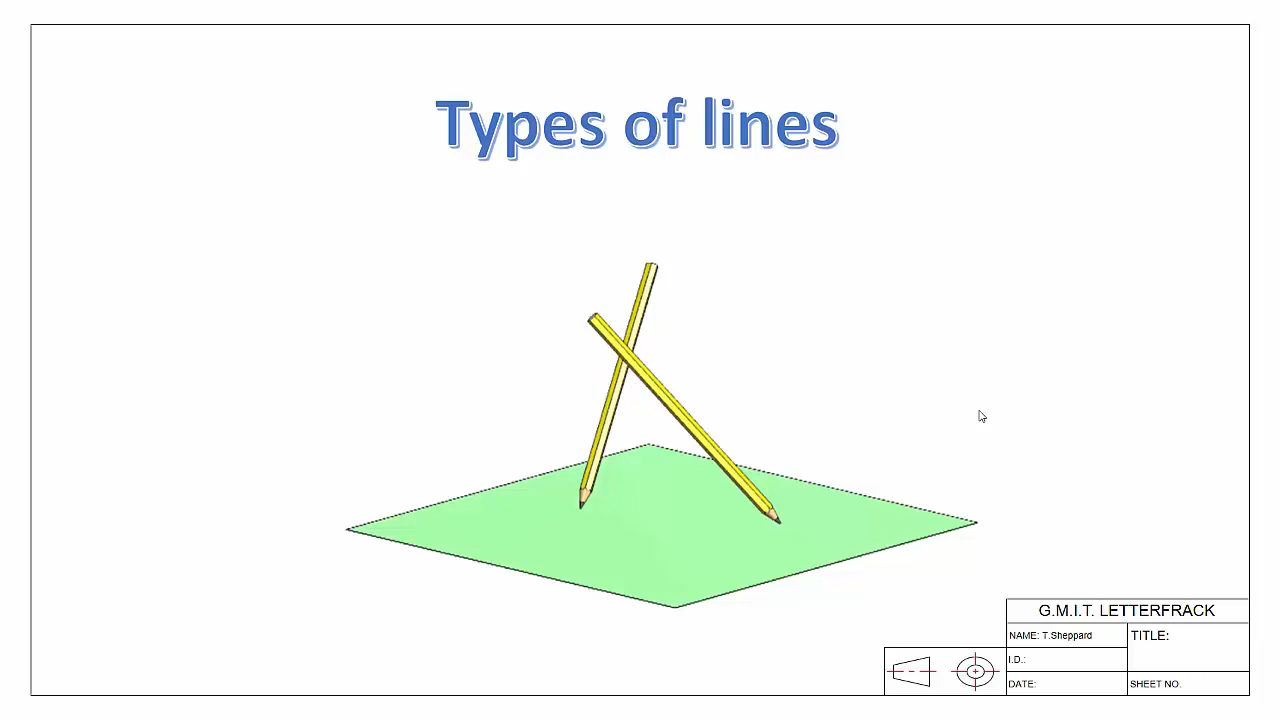 Types of lines
G.M.I.T. LETTERFRACK
NAME: T.Sheppard
TITLE:
I.D.:
DATE:
SHEET NO.